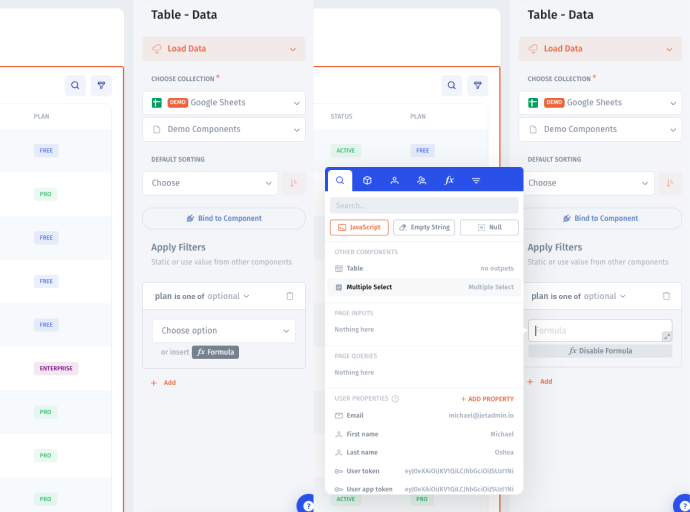 Table - Data
Load Data
CHOOSE COLLECTION *
DEMO Google Sheets
Demo Components
DEFAULT SORTING
Choose
Bind to Component
Apply Filters
Static or use value from other components
plan is one of optional
Choose option
or insert fx Formula
+ Add
PLAN
FREE
PRO
FREE
FREE
FREE
ENTERPRISE
PRO
PRO
PRO
?
Table - Data
Load Data
CHOOSE COLLECTION *
DEMO Google Sheets
Demo Components
DEFAULT SORTING
Choose
Bind to Component
Apply Filters
Static or use value from other components
plan is one of optional
Formula
fx Disable Formula
+ Add
STATUS PLAN
ACTIVE FREE
fx
Search...
JavaScript
Empty String
Null
OTHER COMPONENTS
Table no outputs
Multiple Select Multiple Select
PAGE INPUTS
Nothing here
PAGE QUERIES
Nothing here
USER PROPERTIES ? + ADD PROPERTY
Email michael@jetadmin.io
First name Michael
Last name Oshea
User token
User app token
ACTIVE PRO
?